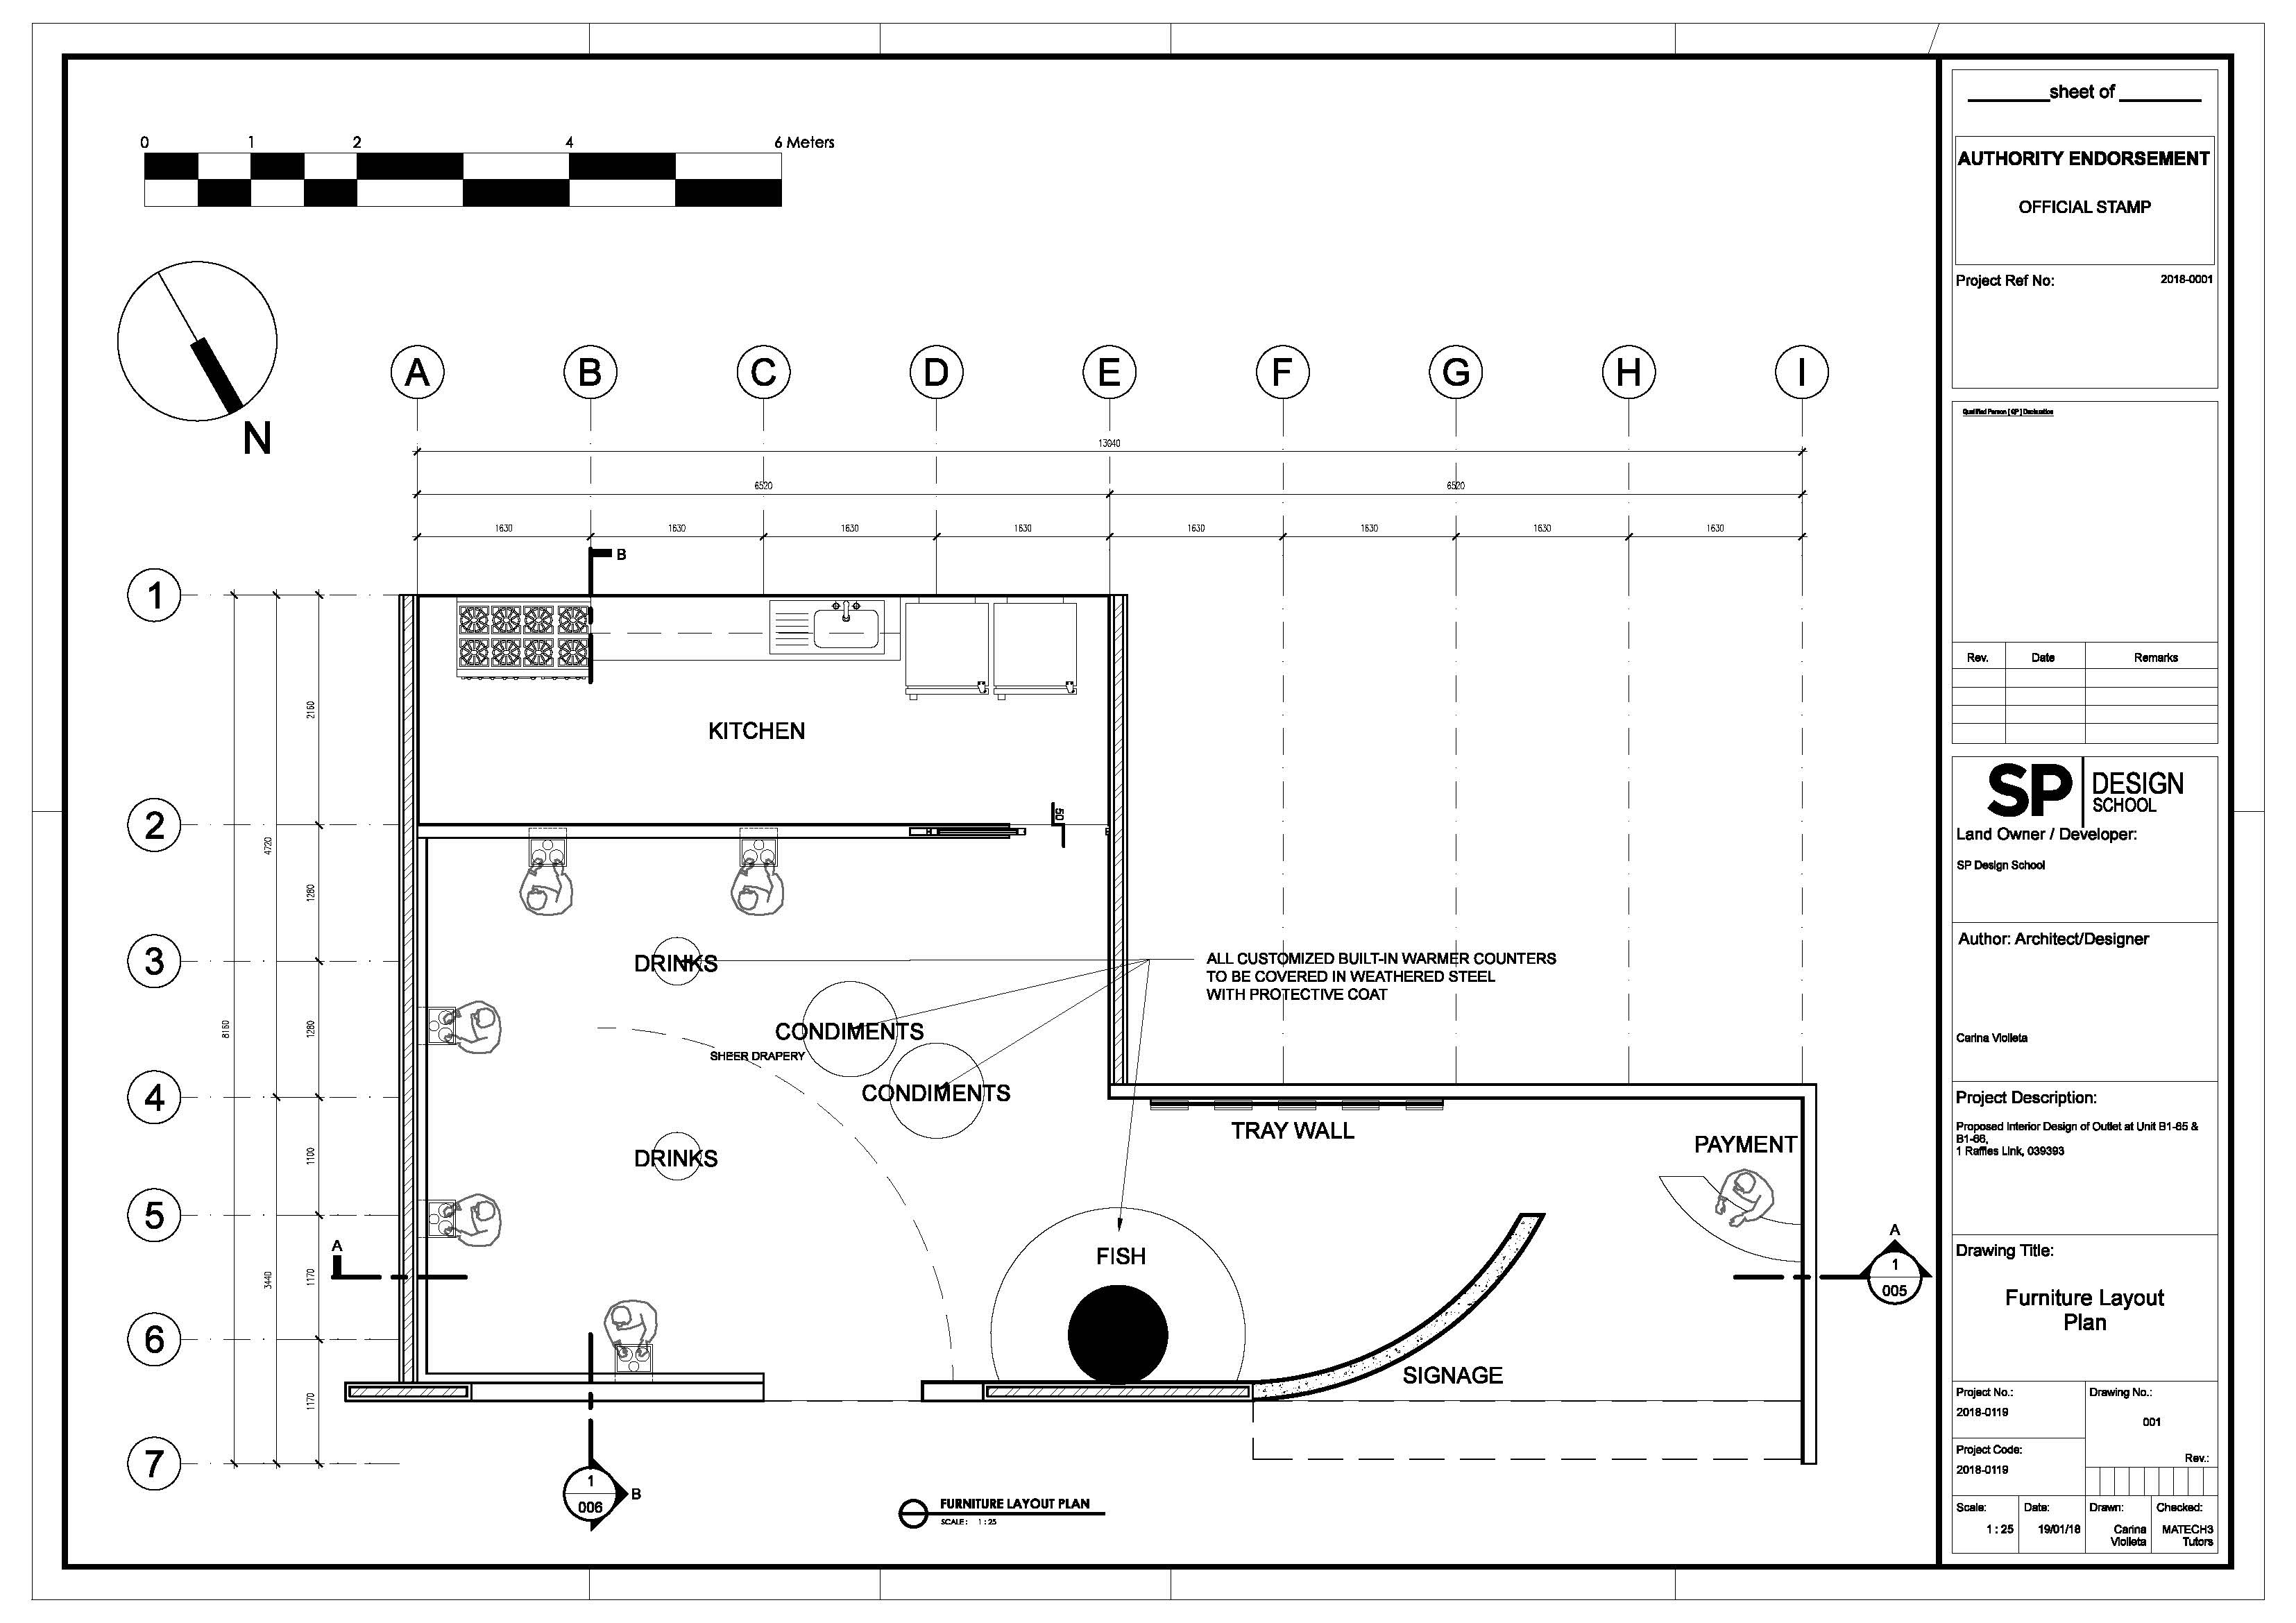 0 1 2 4 6 Meters
N
A B C D E F G H I
13040
6520 6520
1630 1630 1630 1630 1630 1630 1630 1630
B
1
2
3
4
5
6
7
2160
1280
1280
1100
1170
1170
4720
3440
8160
KITCHEN
50
DRINKS
ALL CUSTOMIZED BUILT-IN WARMER COUNTERS
TO BE COVERED IN WEATHERED STEEL
WITH PROTECTIVE COAT
CONDIMENTS
SHEER DRAPERY
CONDIMENTS
TRAY WALL
PAYMENT
DRINKS
FISH
A
A
1
005
SIGNAGE
1
006
B
FURNITURE LAYOUT PLAN
SCALE : 1 : 25
sheet of
AUTHORITY ENDORSEMENT
OFFICIAL STAMP
Project Ref No: 2018-0001
Qualified Person [ QP ] Declaration
Rev. Date Remarks
SP DESIGN
SCHOOL
Land Owner / Developer:
SP Design School
Author: Architect/Designer
Carina Violleta
Project Description:
Proposed Interior Design of Outlet at Unit B1-65 &
B1-66,
1 Raffles Link, 039393
Drawing Title:
Furniture Layout
Plan
Project No.: Drawing No.:
2018-0119
001
Project Code:
Rev.:
2018-0119
Scale: Date: Drawn: Checked:
1 : 25 19/01/18 Carina MATECH3
Violleta Tutors